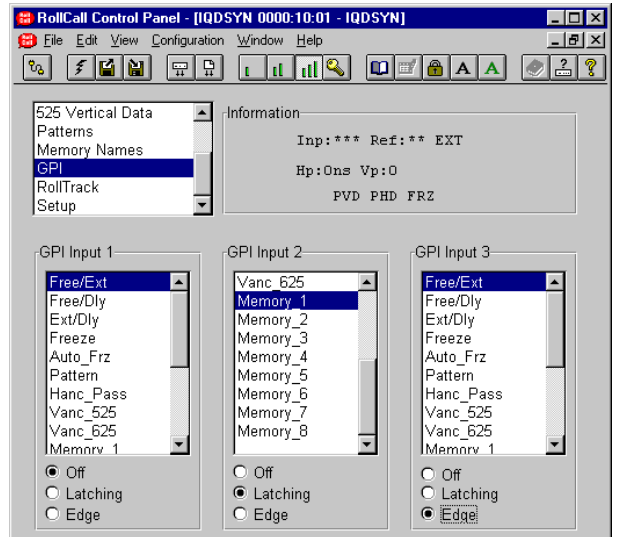 RollCall Control Panel - [IQDSYN 0000:10:01 - IQDSYN]
File Edit View Configuration Window Help
A A
525 Vertical Data
Patterns
Memory Names
GPI
RollTrack
Setup
Information
Inp:*** Ref:** EXT
Hp:0ns Vp:0
PVD PHD FRZ
GPI Input 1
Free/Ext
Free/Dly
Ext/Dly
Freeze
Auto_Frz
Pattern
Hanc_Pass
Vanc_525
Vanc_625
Memory_1
Off
Latching
Edge
GPI Input 2
Vanc_625
Memory_1
Memory_2
Memory_3
Memory_4
Memory_5
Memory_6
Memory_7
Memory_8
Off
Latching
Edge
GPI Input 3
Free/Ext
Free/Dly
Ext/Dly
Freeze
Auto_Frz
Pattern
Hanc_Pass
Vanc_525
Vanc_625
Memory_1
Off
Latching
Edge